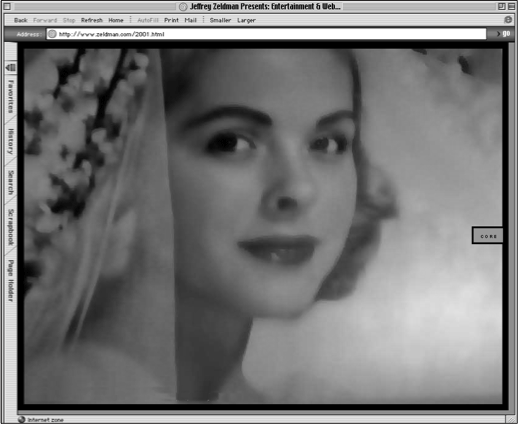 Jeffrey Zeldman Presents: Entertainment & Web...
Back Forward Stop Refresh Home AutoFill Print Mail Smaller Larger
Address: http://www.zeldman.com/2001.html go
Favorites
History
Search
Scrapbook
Page Holder
core
Internet zone